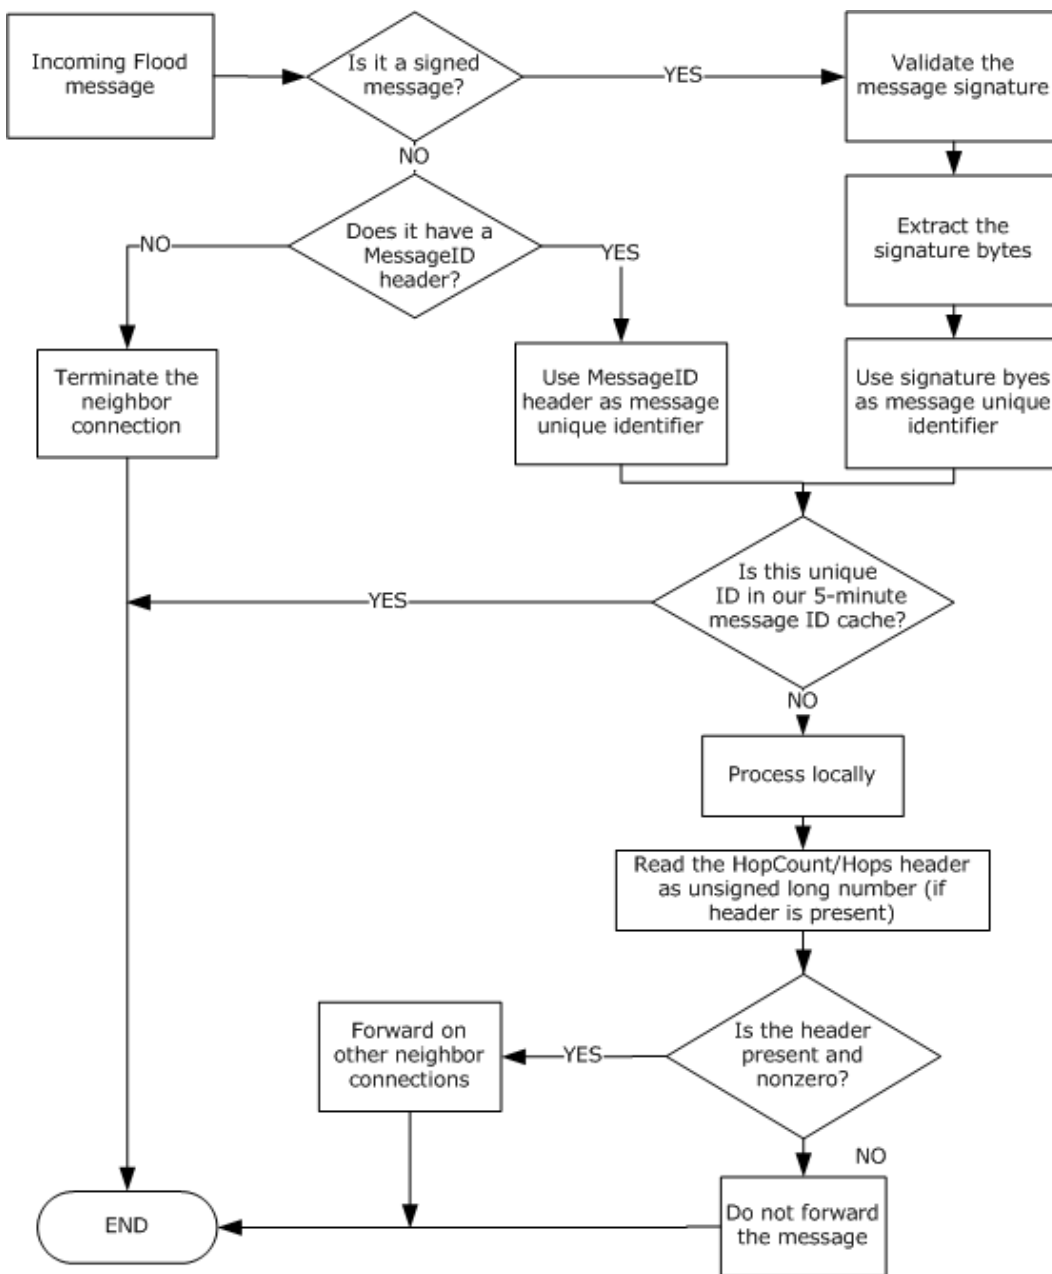 Incoming Flood
message
Is it a signed
message?
YES
Validate the
message signature
NO
Extract the
signature bytes
Does it have a
MessageID
header?
NO
YES
Terminate the
neighbor
connection
Use MessageID
header as message
unique identifier
Use signature byes
as message unique
identifier
Is this unique
ID in our 5-minute
message ID cache?
YES
NO
Process locally
Read the HopCount/Hops header
as unsigned long number (if
header is present)
Is the header
present and
nonzero?
YES
Forward on
other neighbor
connections
NO
Do not forward
the message
END